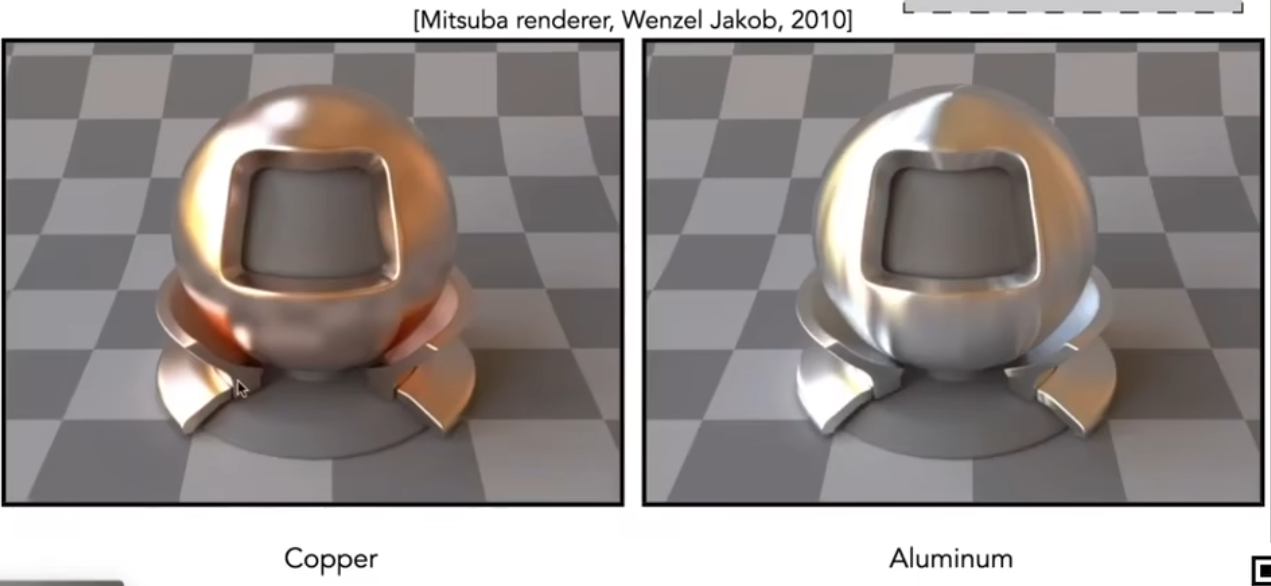 [Mitsuba renderer, Wenzel Jakob, 2010]
Copper
Aluminum